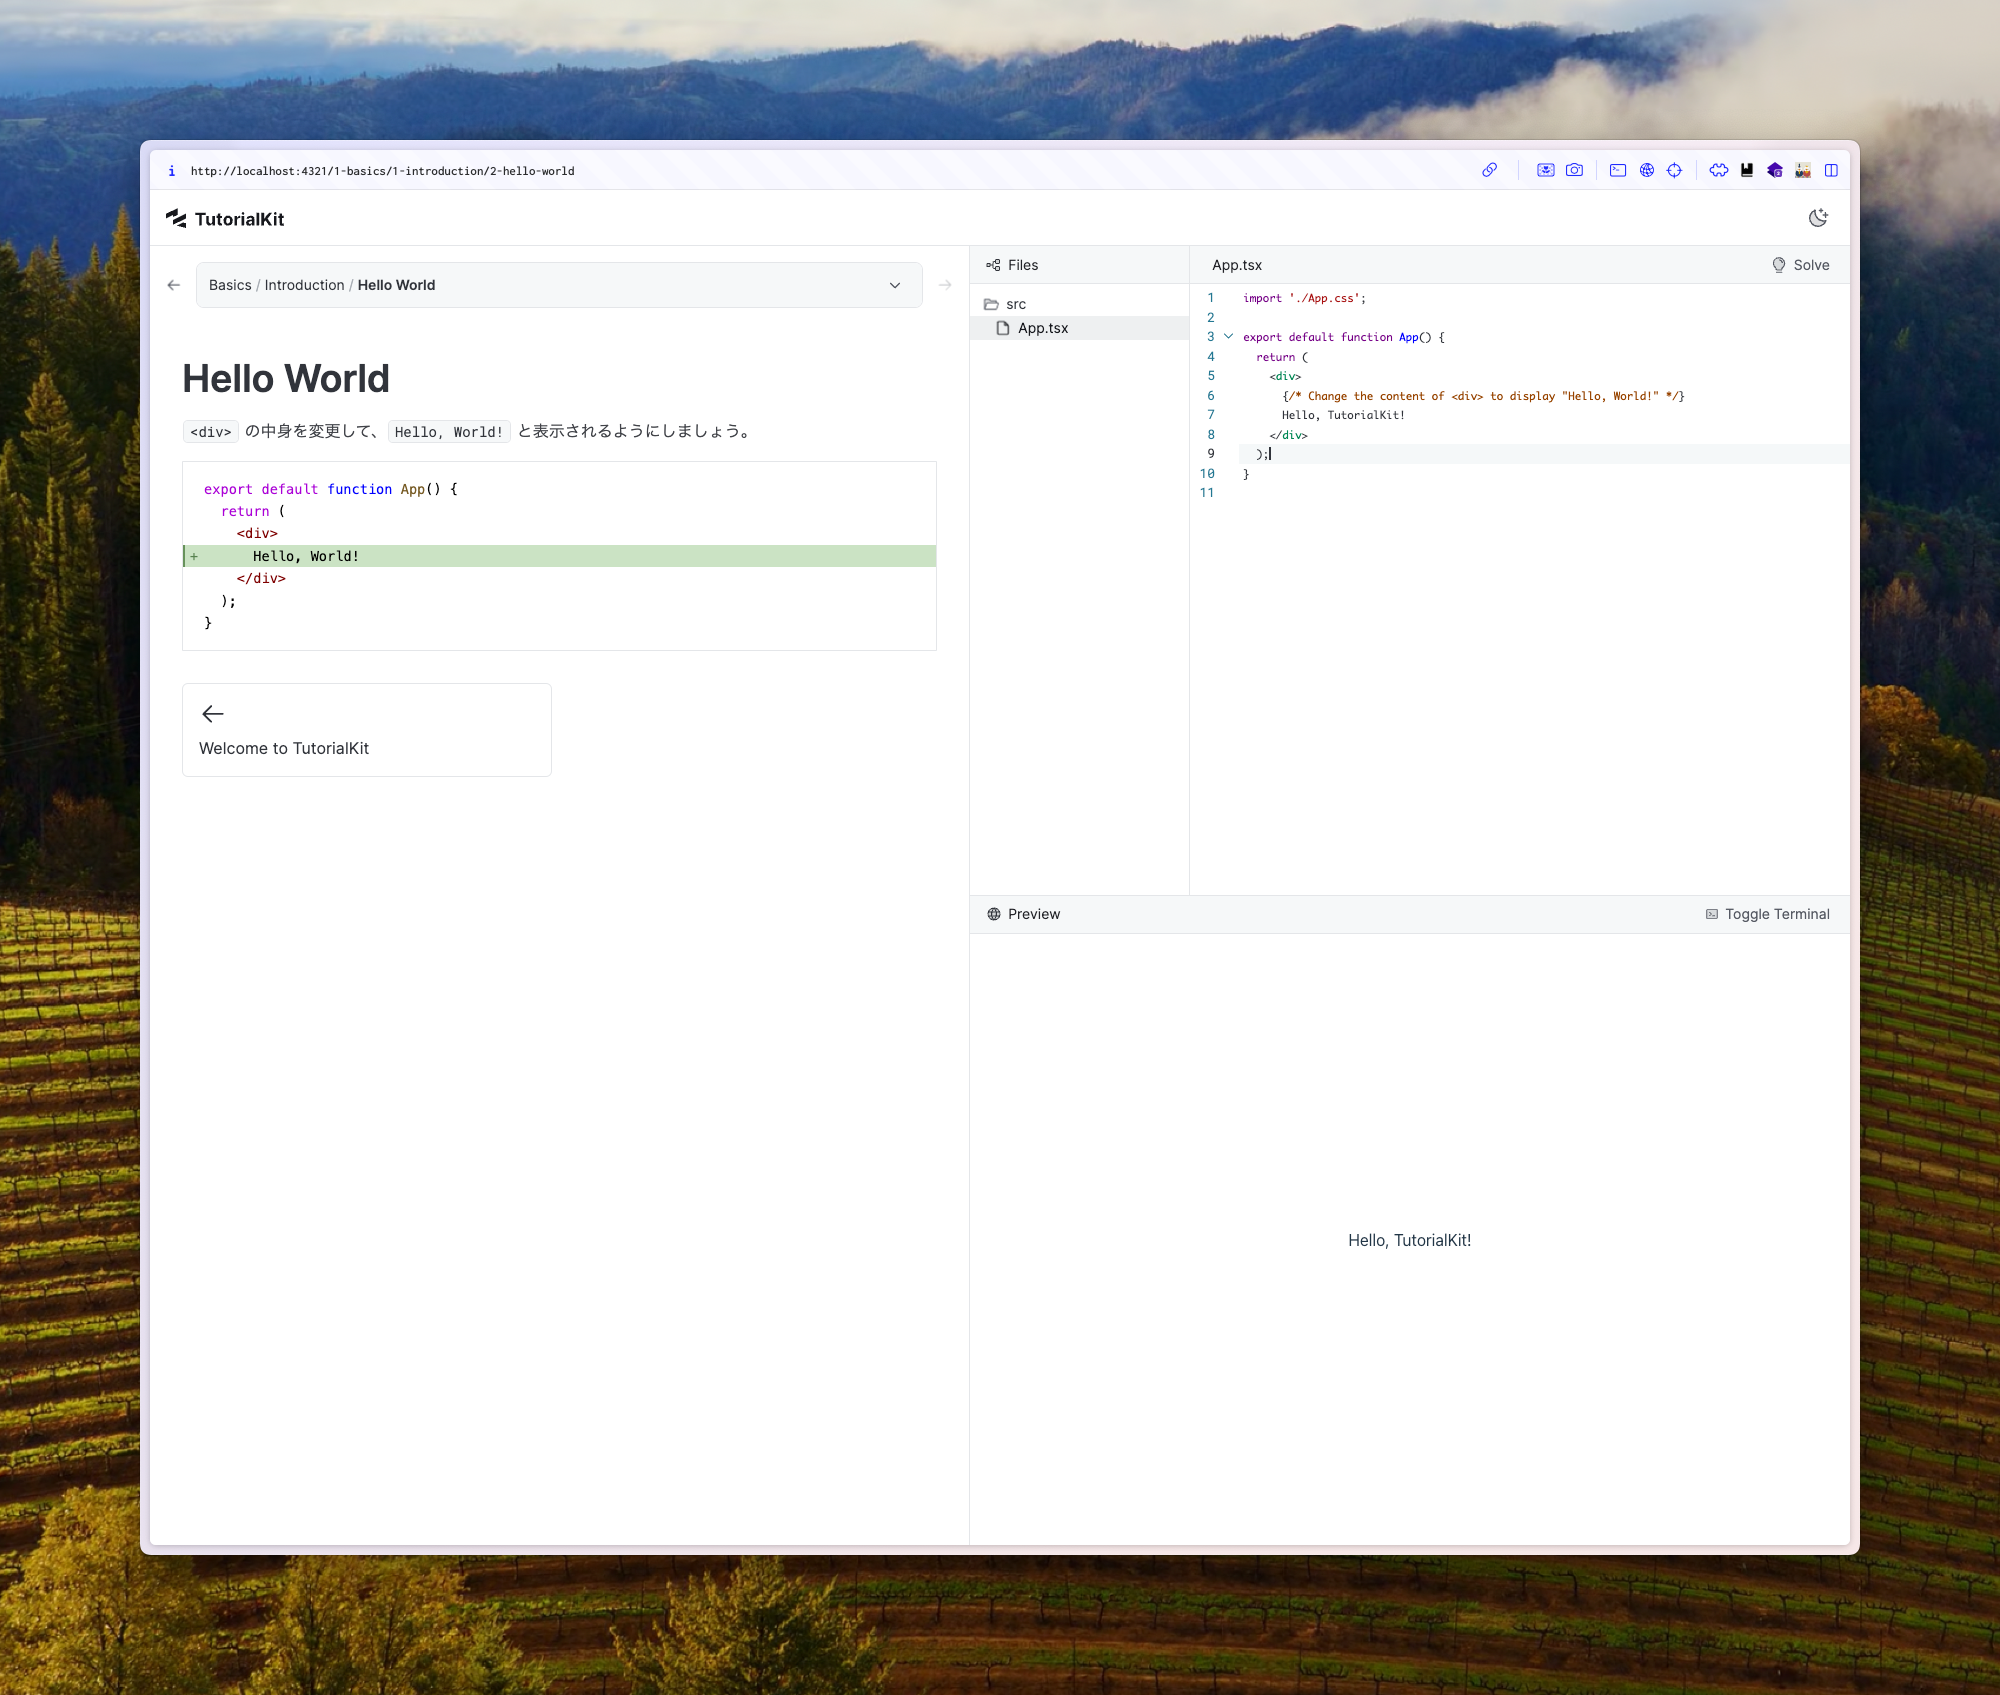 http://localhost:4321/1-basics/1-introduction/2-hello-world
TutorialKit
Basics / Introduction / Hello World
Hello World
<div> の中身を変更して、 Hello, World! と表示されるようにしましょう。
export default function App() {
return (
<div>
+ Hello, World!
</div>
);
}
Welcome to TutorialKit
Files
src
App.tsx
App.tsx
Solve
1 import './App.css';
2
3 export default function App() {
4 return (
5 <div>
6 {/* Change the content of <div> to display "Hello, World!" */}
7 Hello, TutorialKit!
8 </div>
9 );
10 }
11
Preview
Toggle Terminal
Hello, TutorialKit!